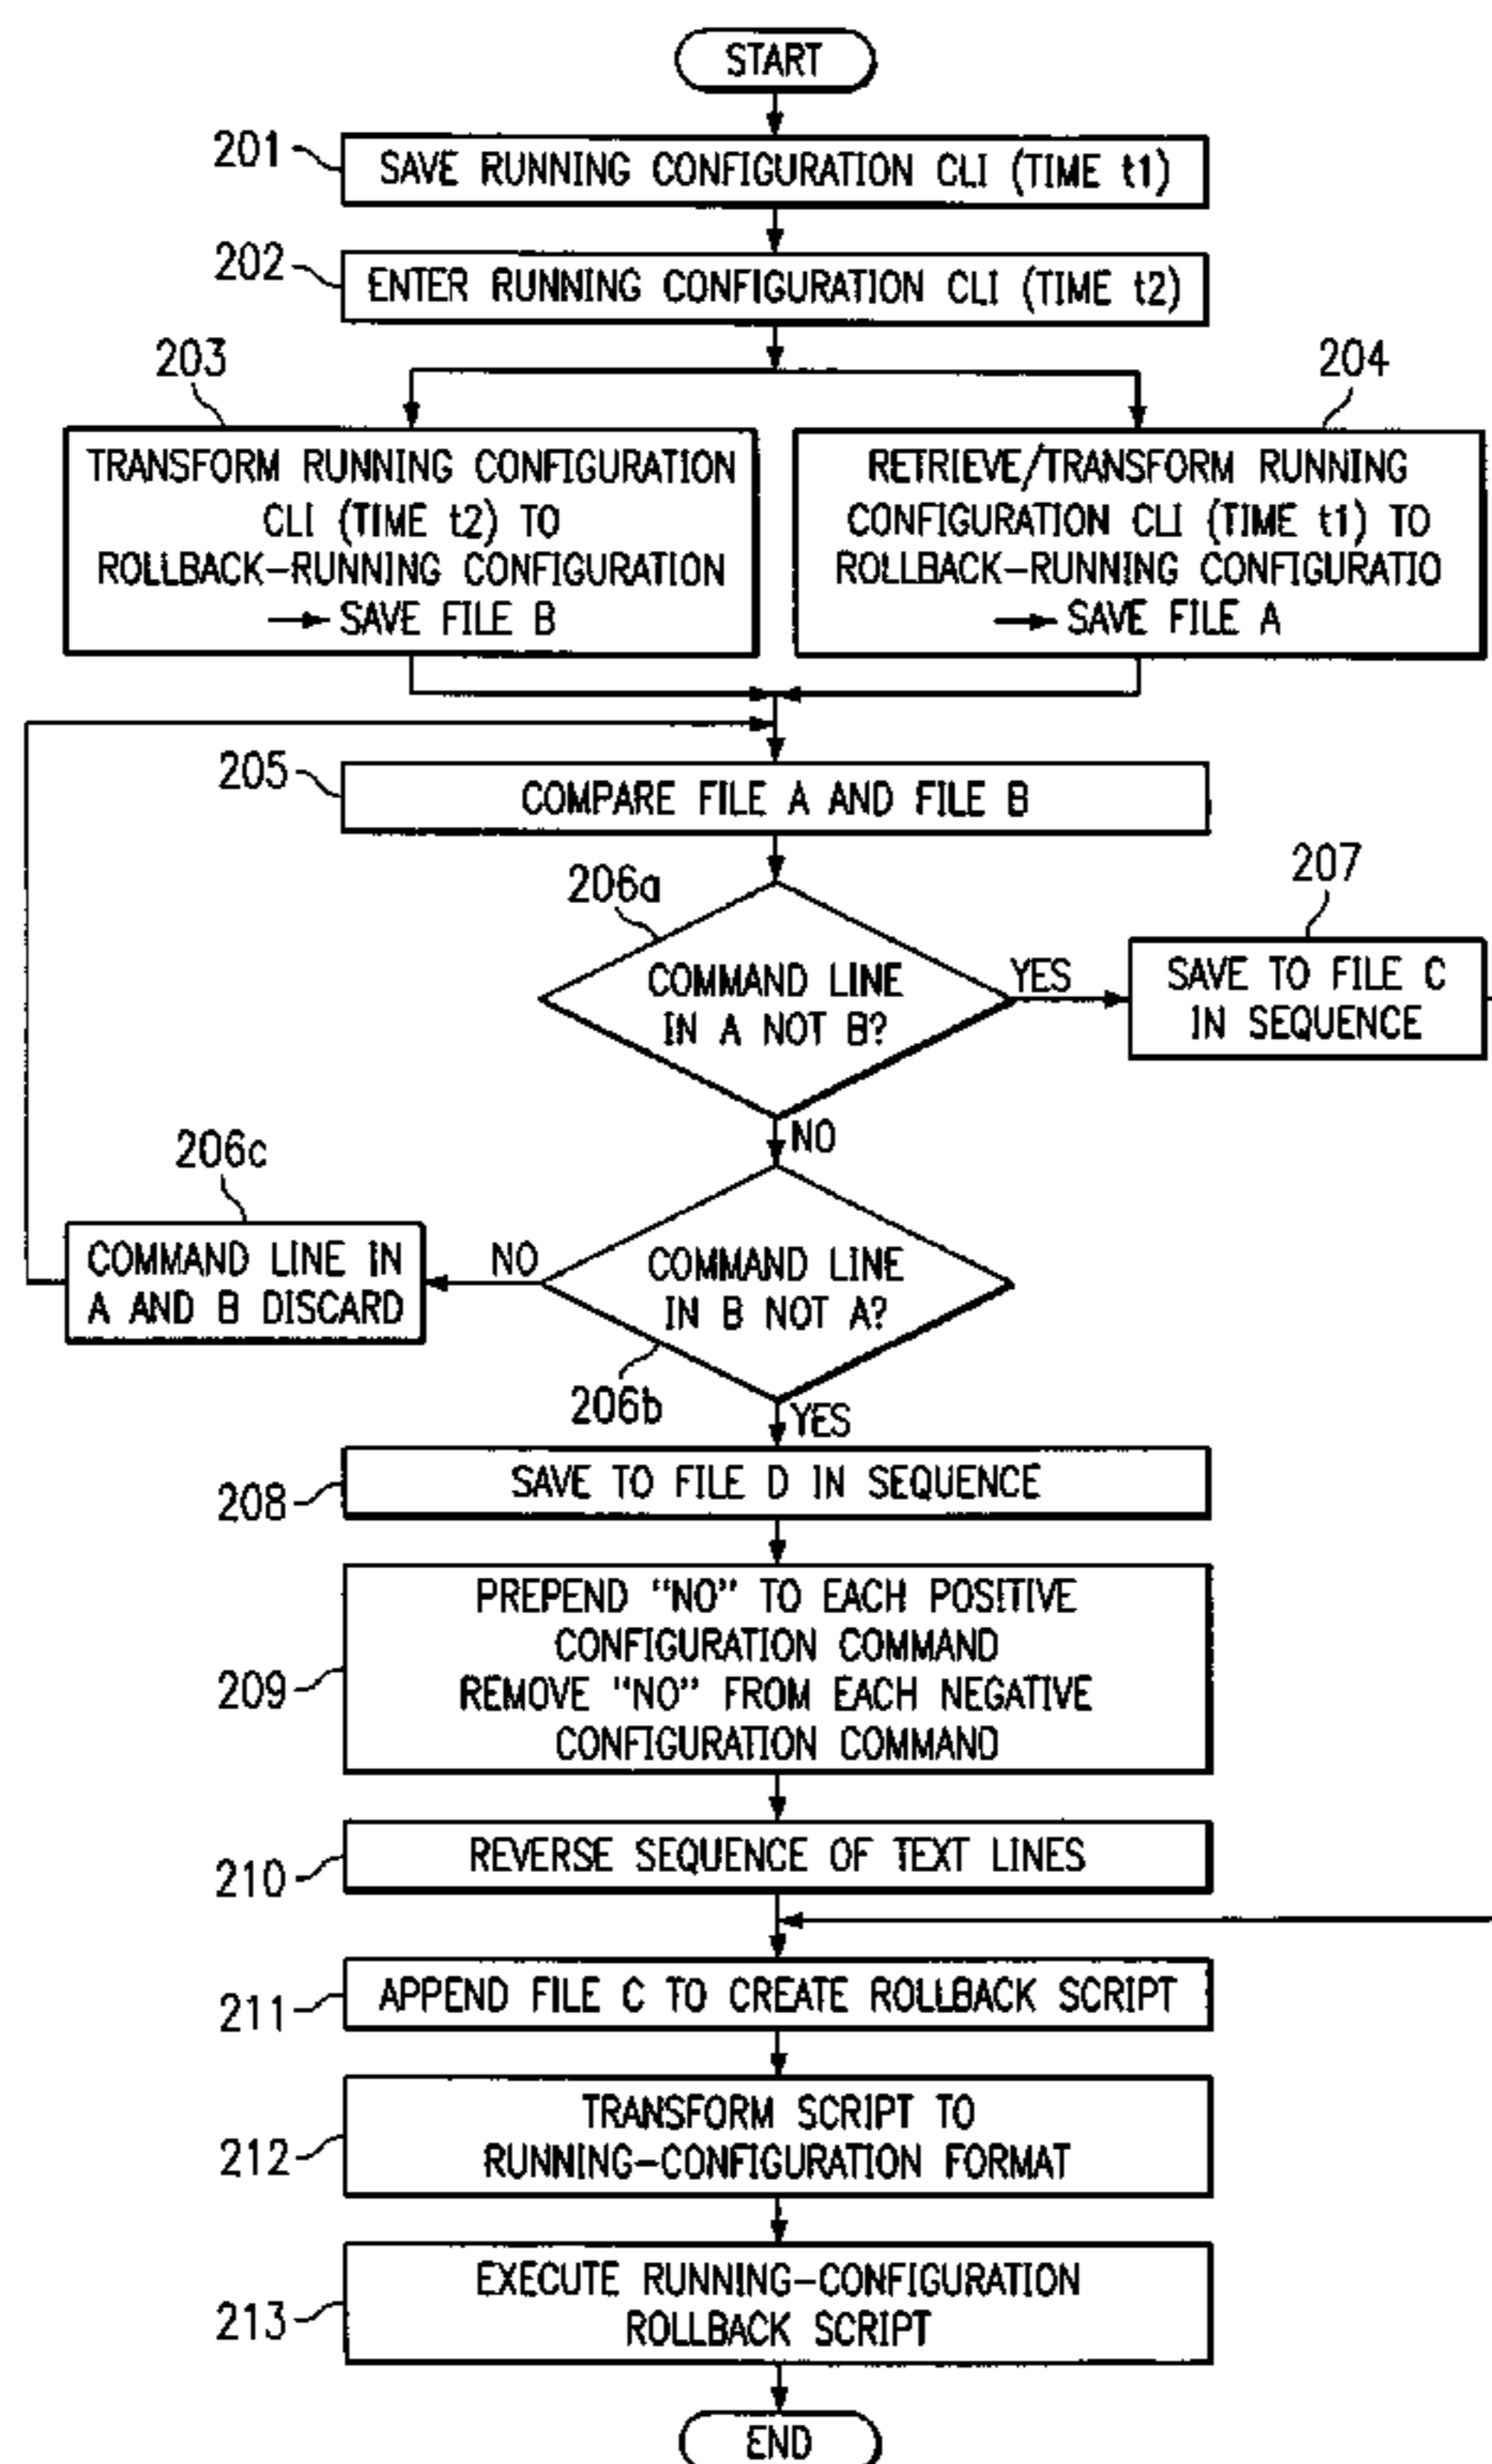 START
201
SAVE RUNNING CONFIGURATION CLI (TIME t1)
202
ENTER RUNNING CONFIGURATION CLI (TIME t2)
203
TRANSFORM RUNNING CONFIGURATION
CLI (TIME t2) TO
ROLLBACK-RUNNING CONFIGURATION
→ SAVE FILE B
204
RETRIEVE/TRANSFORM RUNNING
CONFIGURATION CLI (TIME t1) TO
ROLLBACK-RUNNING CONFIGURATIO
→ SAVE FILE A
205
COMPARE FILE A AND FILE B
206a
COMMAND LINE
IN A NOT B?
YES
207
SAVE TO FILE C
IN SEQUENCE
NO
206c
COMMAND LINE IN
A AND B DISCARD
NO
COMMAND LINE
IN B NOT A?
206b
YES
208
SAVE TO FILE D IN SEQUENCE
209
PREPEND "NO" TO EACH POSITIVE
CONFIGURATION COMMAND
REMOVE "NO" FROM EACH NEGATIVE
CONFIGURATION COMMAND
210
REVERSE SEQUENCE OF TEXT LINES
211
APPEND FILE C TO CREATE ROLLBACK SCRIPT
212
TRANSFORM SCRIPT TO
RUNNING-CONFIGURATION FORMAT
213
EXECUTE RUNNING-CONFIGURATION
ROLLBACK SCRIPT
END